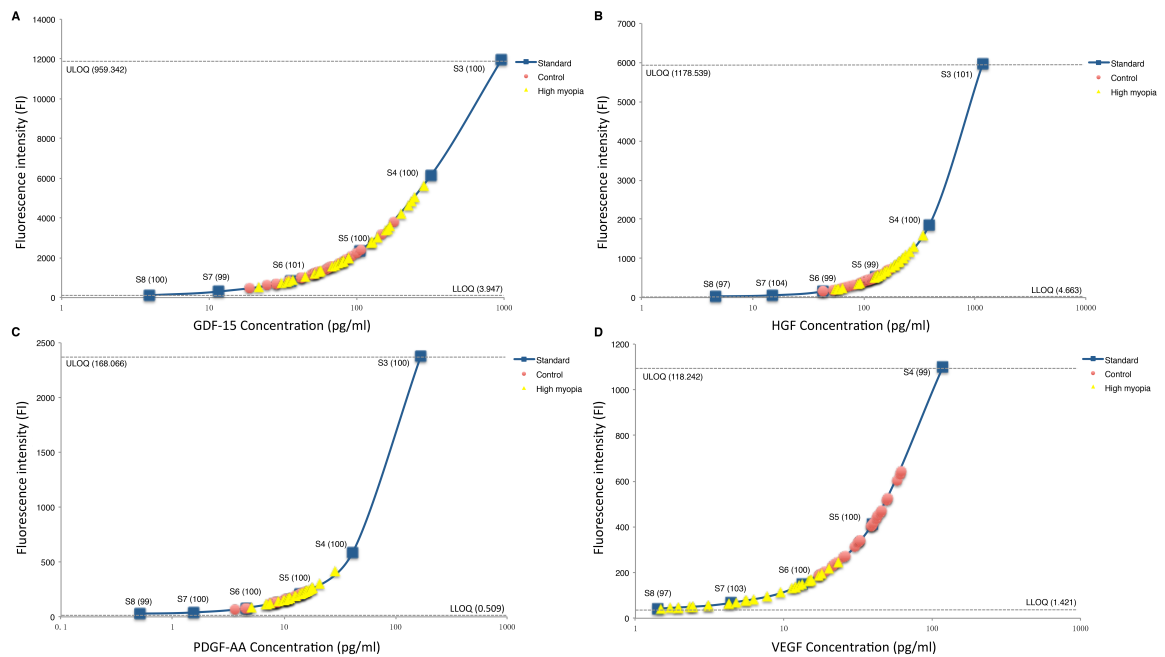 A
14000
12000
10000
8000
6000
4000
2000
0
Fluorescence intensity (FI)
ULOQ (959.342)
S3 (100)
S4 (100)
S5 (100)
S6 (101)
S7 (99)
S8 (100)
LLOQ (3.947)
1
10
100
1000
GDF-15 Concentration (pg/ml)
Standard
Control
High myopia
B
7000
6000
5000
4000
3000
2000
1000
0
Fluorescence intensity (FI)
ULOQ (1178.539)
S3 (101)
S4 (100)
S5 (99)
S6 (99)
S7 (104)
S8 (97)
LLOQ (4.663)
1
10
100
1000
10000
HGF Concentration (pg/ml)
Standard
Control
High myopia
C
2500
2000
1500
1000
500
0
Fluorescence intensity (FI)
ULOQ (168.066)
S3 (100)
S4 (100)
S5 (100)
S6 (100)
S7 (100)
S8 (99)
LLOQ (0.509)
0.1
1
10
100
1000
PDGF-AA Concentration (pg/ml)
Standard
Control
High myopia
D
1200
1000
800
600
400
200
0
Fluorescence intensity (FI)
ULOQ (118.242)
S4 (99)
S5 (100)
S6 (100)
S7 (103)
S8 (97)
LLOQ (1.421)
1
10
100
1000
VEGF Concentration (pg/ml)
Standard
Control
High myopia